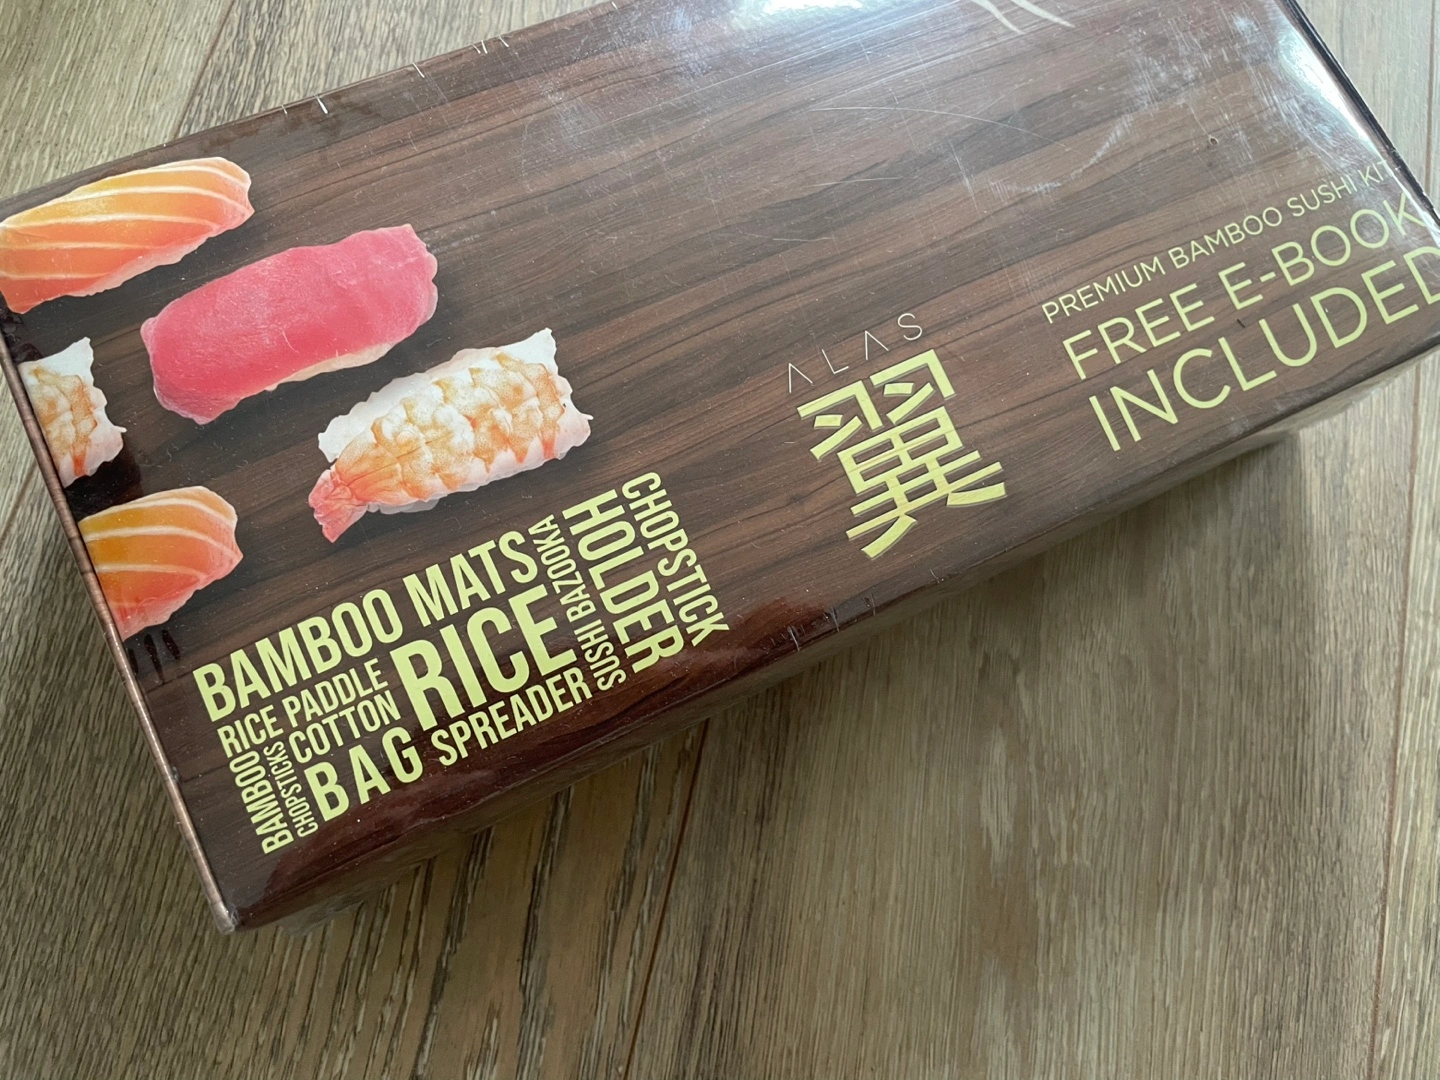 PREMIUM BAMBOO SUSHI KIT
FREE E-BOOK
INCLUDED
ALAS
翼
BAMBOO MATS
RICE PADDLE
COTTON
BAG
RICE
SPREADER
BAMBOO
CHOPSTICKS
SUSHI BAZOOKA
HOLDER
CHOPSTICK